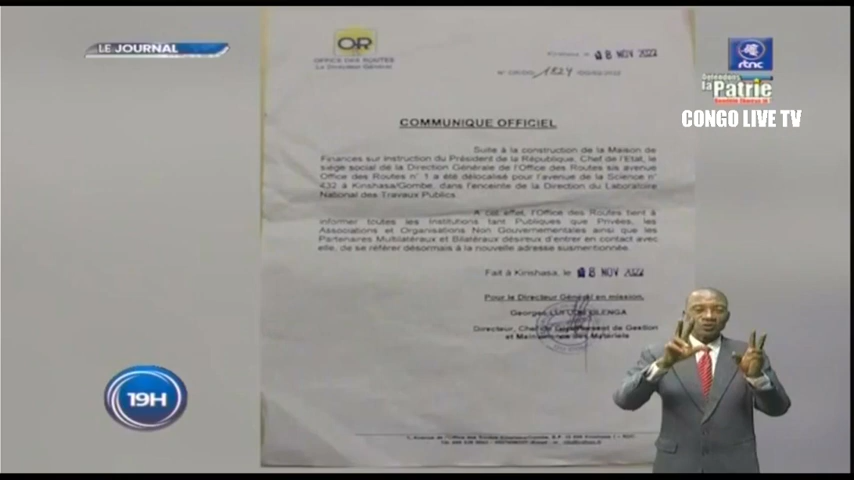 LE JOURNAL
rtnc
Défendons
la Patrie
CONGO LIVE TV
OR
OFFICE DES ROUTES
Le Directeur Général
Kinshasa, le 18 NOV 2022
COMMUNIQUE OFFICIEL
Suite à la construction de la Maison de
Finances sur instruction du Président de la République, Chef de l'Etat, le
siège social de la Direction Générale de l'Office des Routes sis avenue
Office des Routes n° 1 a été délocalisé pour l'avenue de la Science n°
432 à Kinshasa/Gombe, dans l'enceinte de la Direction du Laboratoire
National des Travaux Publics.
A cet effet, l'Office des Routes tient à
informer toutes les Institutions tant Publiques que Privées, les
Associations et Organisations Non Gouvernementales ainsi que les
Partenaires Multilatéraux et Bilatéraux désireux d'entrer en contact avec
elle, de se référer désormais à la nouvelle adresse susmentionnée.
Fait à Kinshasa, le 18 NOV 2022
Pour le Directeur Général en mission,
Georges
Directeur, Chef de de Gestion
et Maintenance des Matériels
19H